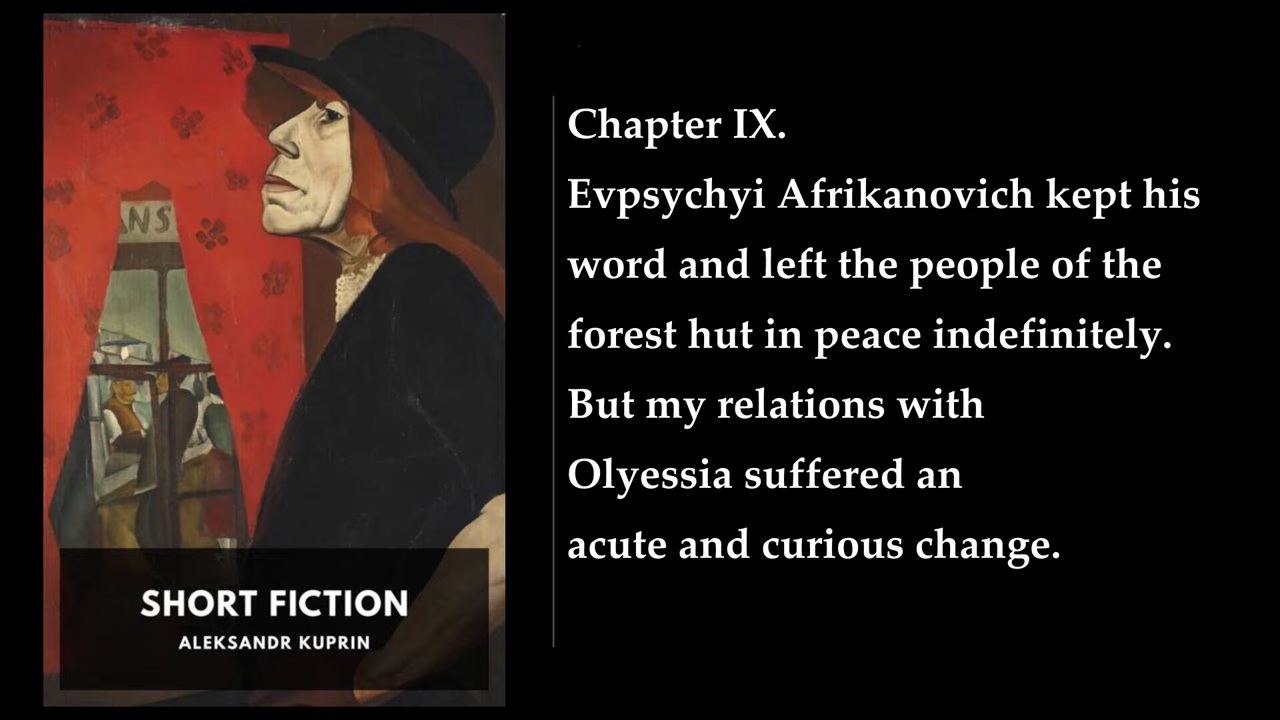 Chapter IX.
Evpsychyi Afrikanovich kept his
word and left the people of the
forest hut in peace indefinitely.
But my relations with
Olyessia suffered an
acute and curious change.
ANS
SHORT FICTION
ALEKSANDR KUPRIN